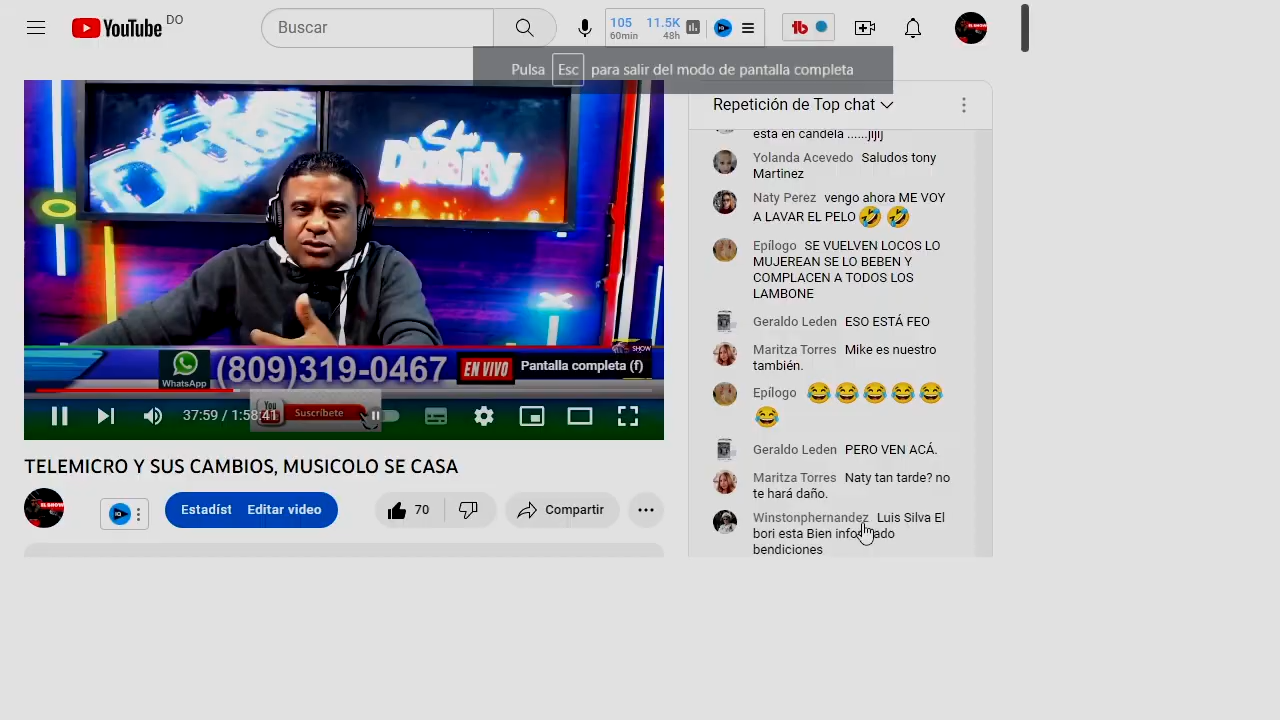 YouTube DO
Buscar
105 11.5K
60min 48h
Pulsa Esc para salir del modo de pantalla completa
Show
EN VIVO
Pantalla completa (f)
SHOW
WhatsApp
(809)319-0467
You
Suscríbete
37:59 / 1:58:41
TELEMICRO Y SUS CAMBIOS, MUSICOLO SE CASA
Estadíst
Editar video
70
Compartir
Repetición de Top chat
está en candela ......jijij
Yolanda Acevedo Saludos tony
Martinez
Naty Perez vengo ahora ME VOY
A LAVAR EL PELO🤣 🤣
Epílogo SE VUELVEN LOCOS LO
MUJEREAN SE LO BEBEN Y
COMPLACEN A TODOS LOS
LAMBONE
Geraldo Leden ESO ESTÁ FEO
Maritza Torres Mike es nuestro
también.
Epílogo 😂😂😂😂😂
😂
Geraldo Leden PERO VEN ACÁ.
Maritza Torres Naty tan tarde? no
te hará daño.
Winstonphernandez Luis Silva El
bori esta Bien informado
bendiciones